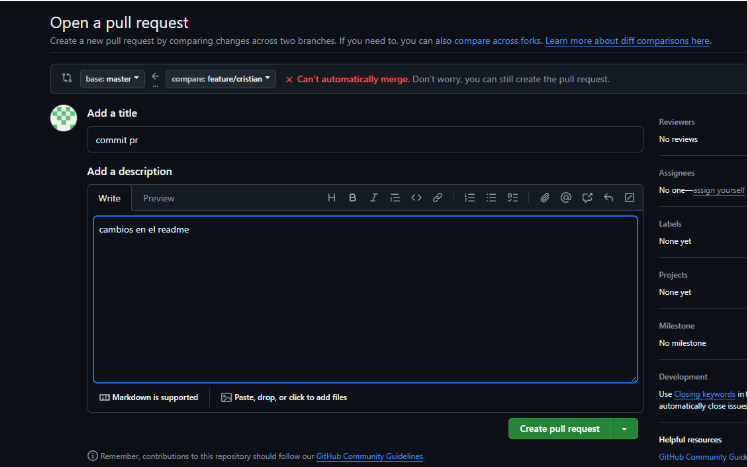 Open a pull request
Create a new pull request by comparing changes across two branches. If you need to, you can also compare across forks. Learn more about diff comparisons here.
base: master
...
compare: feature/cristian
Can't automatically merge. Don't worry, you can still create the pull request.
Add a title
commit pr
Add a description
Write Preview
cambios en el readme
Markdown is supported
Paste, drop, or click to add files
Create pull request
Remember, contributions to this repository should follow our GitHub Community Guidelines.
Reviewers
No reviews
Assignees
No one—assign yourself
Labels
None yet
Projects
None yet
Milestone
No milestone
Development
Use Closing keywords in
automatically close issues
Helpful resources
GitHub Community